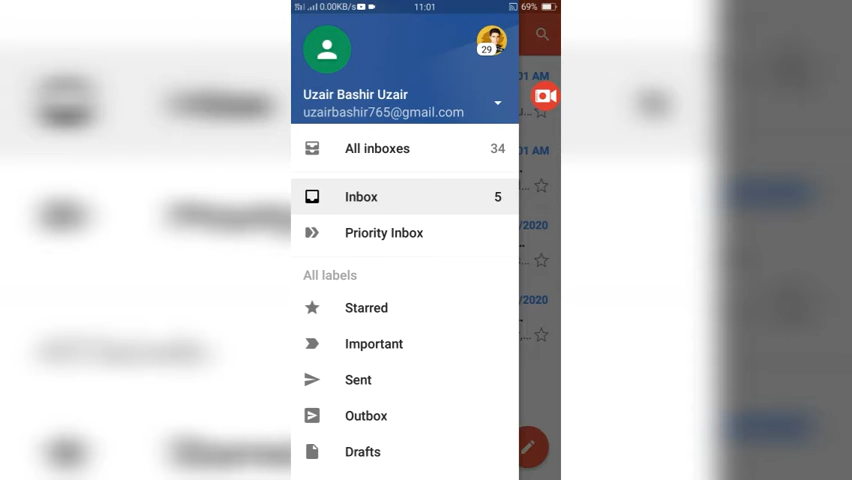 0.00KB/s 11:01 69%
29
Uzair Bashir Uzair
uzairbashir765@gmail.com
All inboxes 34
Inbox 5
Priority Inbox
All labels
Starred
Important
Sent
Outbox
Drafts
01 AM
01 AM
/2020
/2020